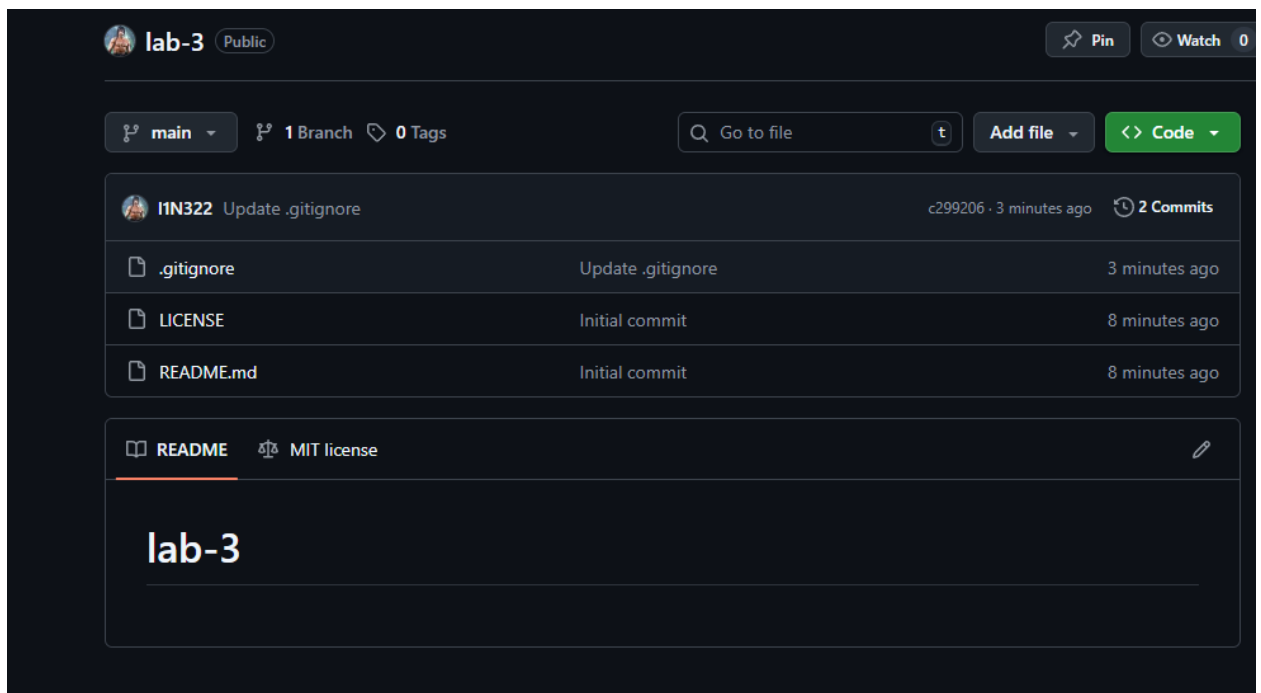 lab-3 Public Pin Watch 0
main 1 Branch 0 Tags Go to file t Add file <> Code
I1N322 Update .gitignore c299206 · 3 minutes ago 2 Commits
.gitignore Update .gitignore 3 minutes ago
LICENSE Initial commit 8 minutes ago
README.md Initial commit 8 minutes ago
README MIT license
lab-3